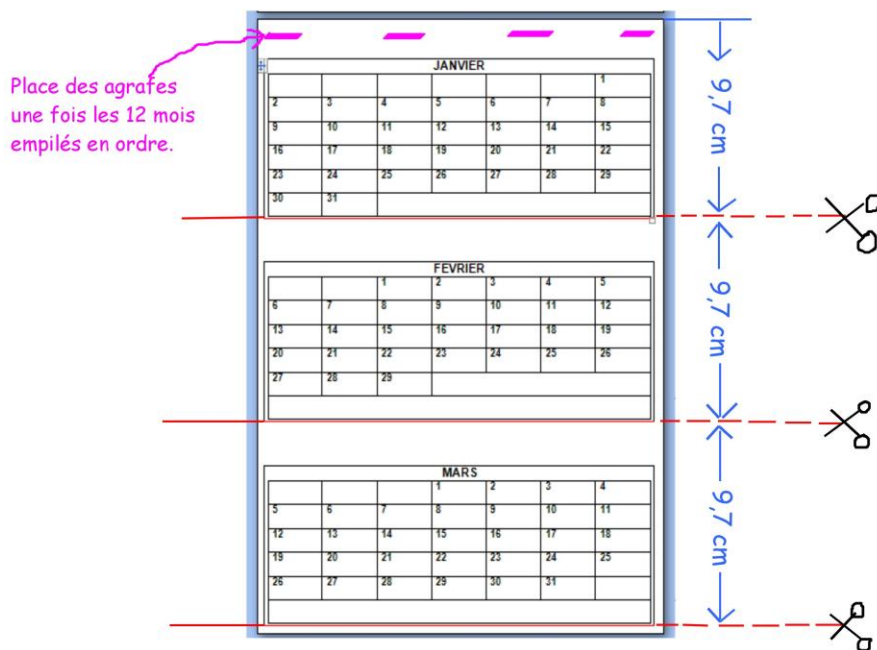 Place des agrafes
une fois les 12 mois
empilés en ordre.
JANVIER
1
2 3 4 5 6 7 8
9 10 11 12 13 14 15
16 17 18 19 20 21 22
23 24 25 26 27 28 29
30 31
9,7 cm
FEVRIER
1 2 3 4 5
6 7 8 9 10 11 12
13 14 15 16 17 18 19
20 21 22 23 24 25 26
27 28 29
9,7 cm
MARS
1 2 3 4
5 6 7 8 9 10 11
12 13 14 15 16 17 18
19 20 21 22 23 24 25
26 27 28 29 30 31
9,7 cm